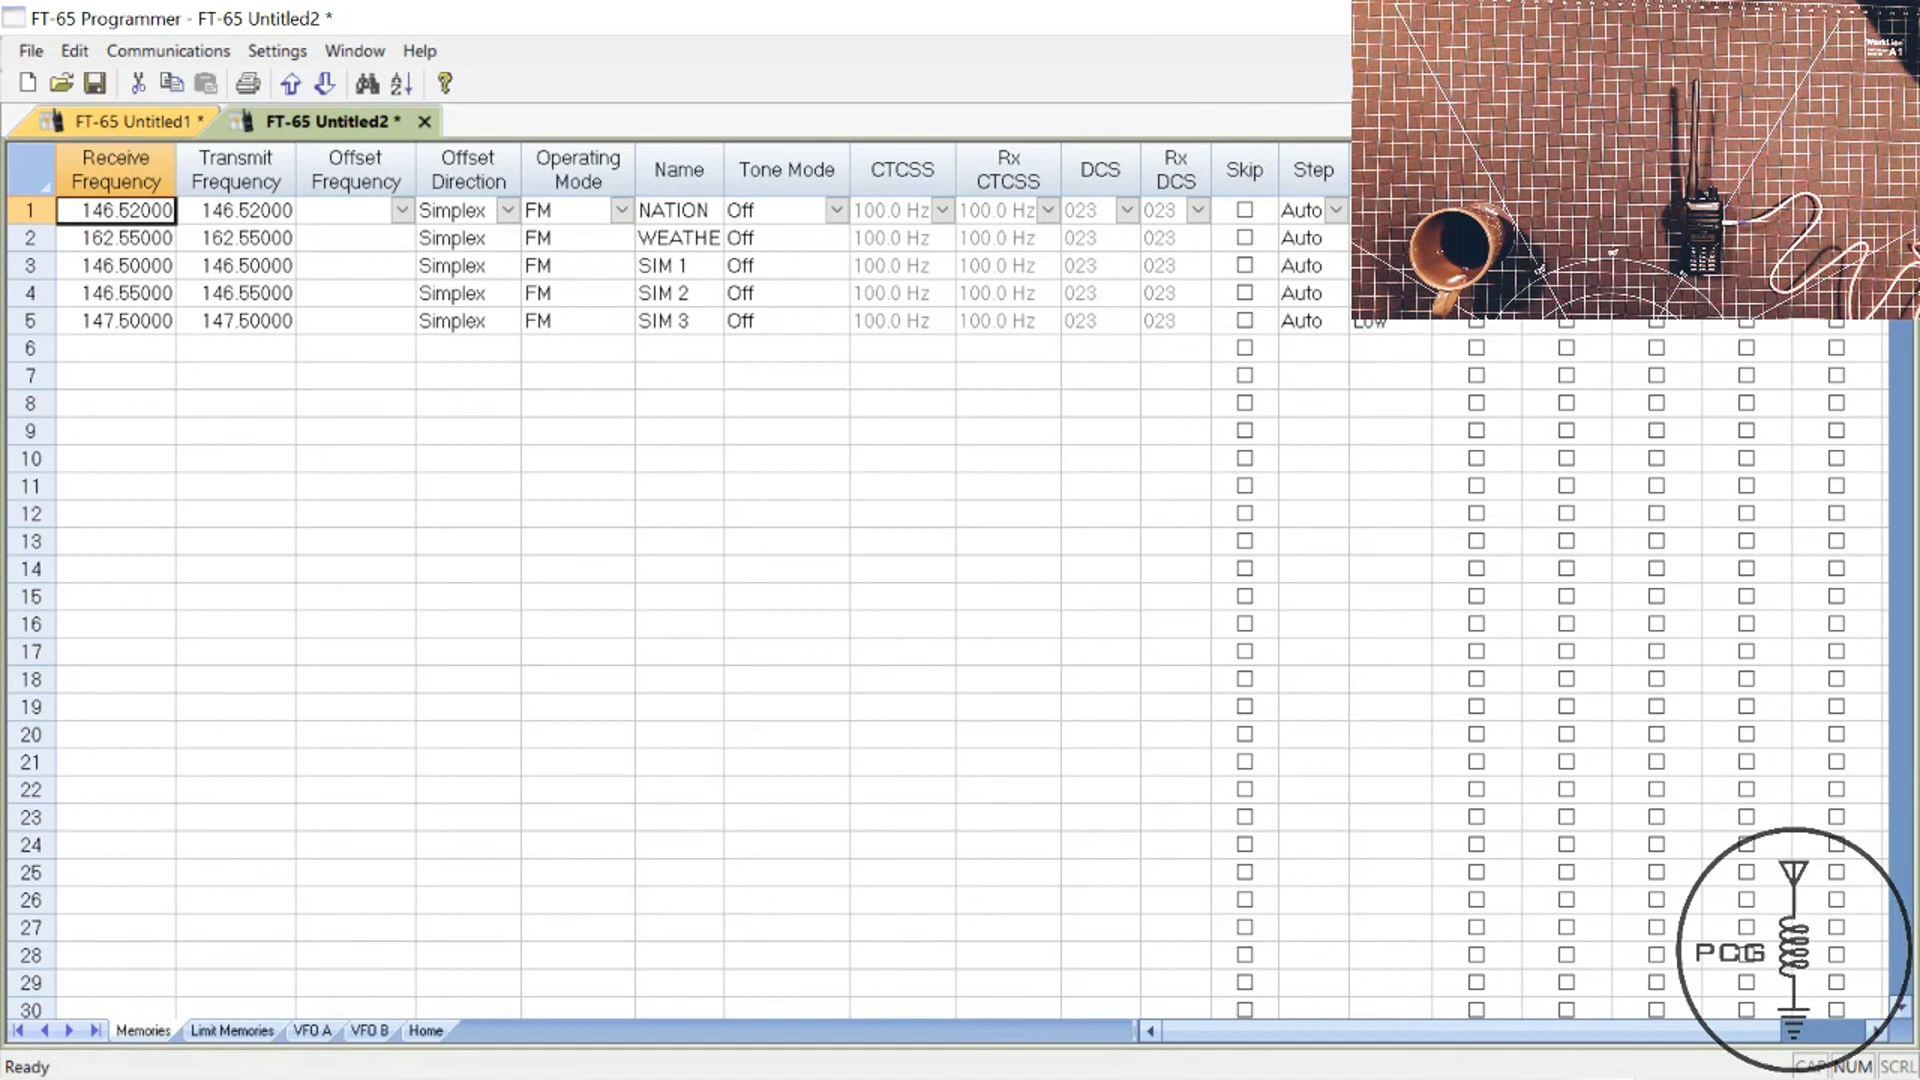 FT-65 Programmer - FT-65 Untitled2 *
File Edit Communications Settings Window Help
FT-65 Untitled1 * FT-65 Untitled2 *
Receive Frequency Transmit Frequency Offset Frequency Offset Direction Operating Mode Name Tone Mode CTCSS Rx CTCSS DCS Rx DCS Skip Step
1 146.52000 146.52000 Simplex FM NATION Off 100.0 Hz 100.0 Hz 023 023 Auto
2 162.55000 162.55000 Simplex FM WEATHE Off 100.0 Hz 100.0 Hz 023 023 Auto
3 146.50000 146.50000 Simplex FM SIM 1 Off 100.0 Hz 100.0 Hz 023 023 Auto
4 146.55000 146.55000 Simplex FM SIM 2 Off 100.0 Hz 100.0 Hz 023 023 Auto
5 147.50000 147.50000 Simplex FM SIM 3 Off 100.0 Hz 100.0 Hz 023 023 Auto Low
6
7
8
9
10
11
12
13
14
15
16
17
18
19
20
21
22
23
24
25
26
27
28
29
30
PCG
Memories Limit Memories VFO A VFO B Home
Ready CAP NUM SCRL